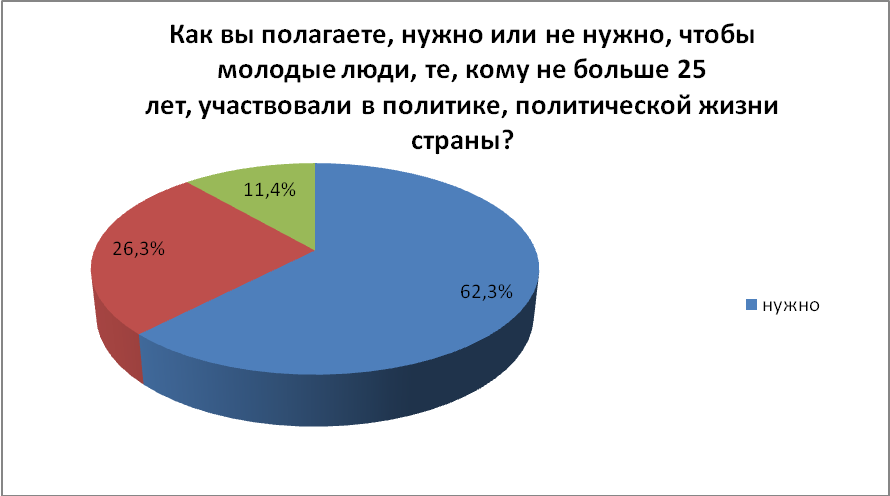 Как вы полагаете, нужно или не нужно, чтобы
молодые люди, те, кому не больше 25
лет, участвовали в политике, политической жизни
страны?
11,4%
26,3%
62,3%
нужно